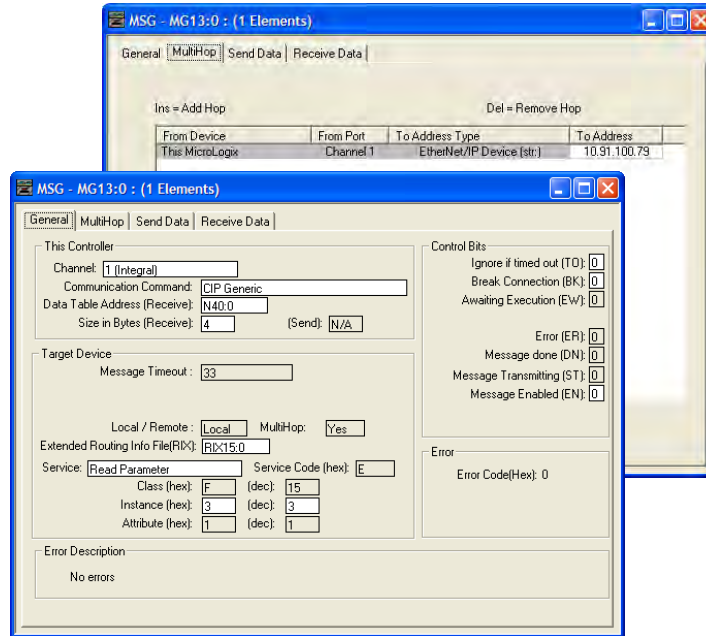 MSG - MG13:0 : (1 Elements)
General MultiHop Send Data Receive Data
Ins = Add Hop Del = Remove Hop
From Device From Port To Address Type To Address
This MicroLogix Channel 1 EtherNet/IP Device (str:) 10.91.100.79
MSG - MG13:0 : (1 Elements)
General MultiHop Send Data Receive Data
This Controller
Channel: 1 (Integral)
Communication Command: CIP Generic
Data Table Address (Receive): N40:0
Size in Bytes (Receive): 4 (Send): N/A
Target Device
Message Timeout : 33
Local / Remote : Local MultiHop: Yes
Extended Routing Info File(RIX): RIX15:0
Service: Read Parameter Service Code (hex): E
Class (hex): F (dec): 15
Instance (hex): 3 (dec): 3
Attribute (hex): 1 (dec): 1
Control Bits
Ignore if timed out (TO): 0
Break Connection (BK): 0
Awaiting Execution (EW): 0
Error (ER): 0
Message done (DN): 0
Message Transmitting (ST): 0
Message Enabled (EN): 0
Error
Error Code(Hex): 0
Error Description
No errors